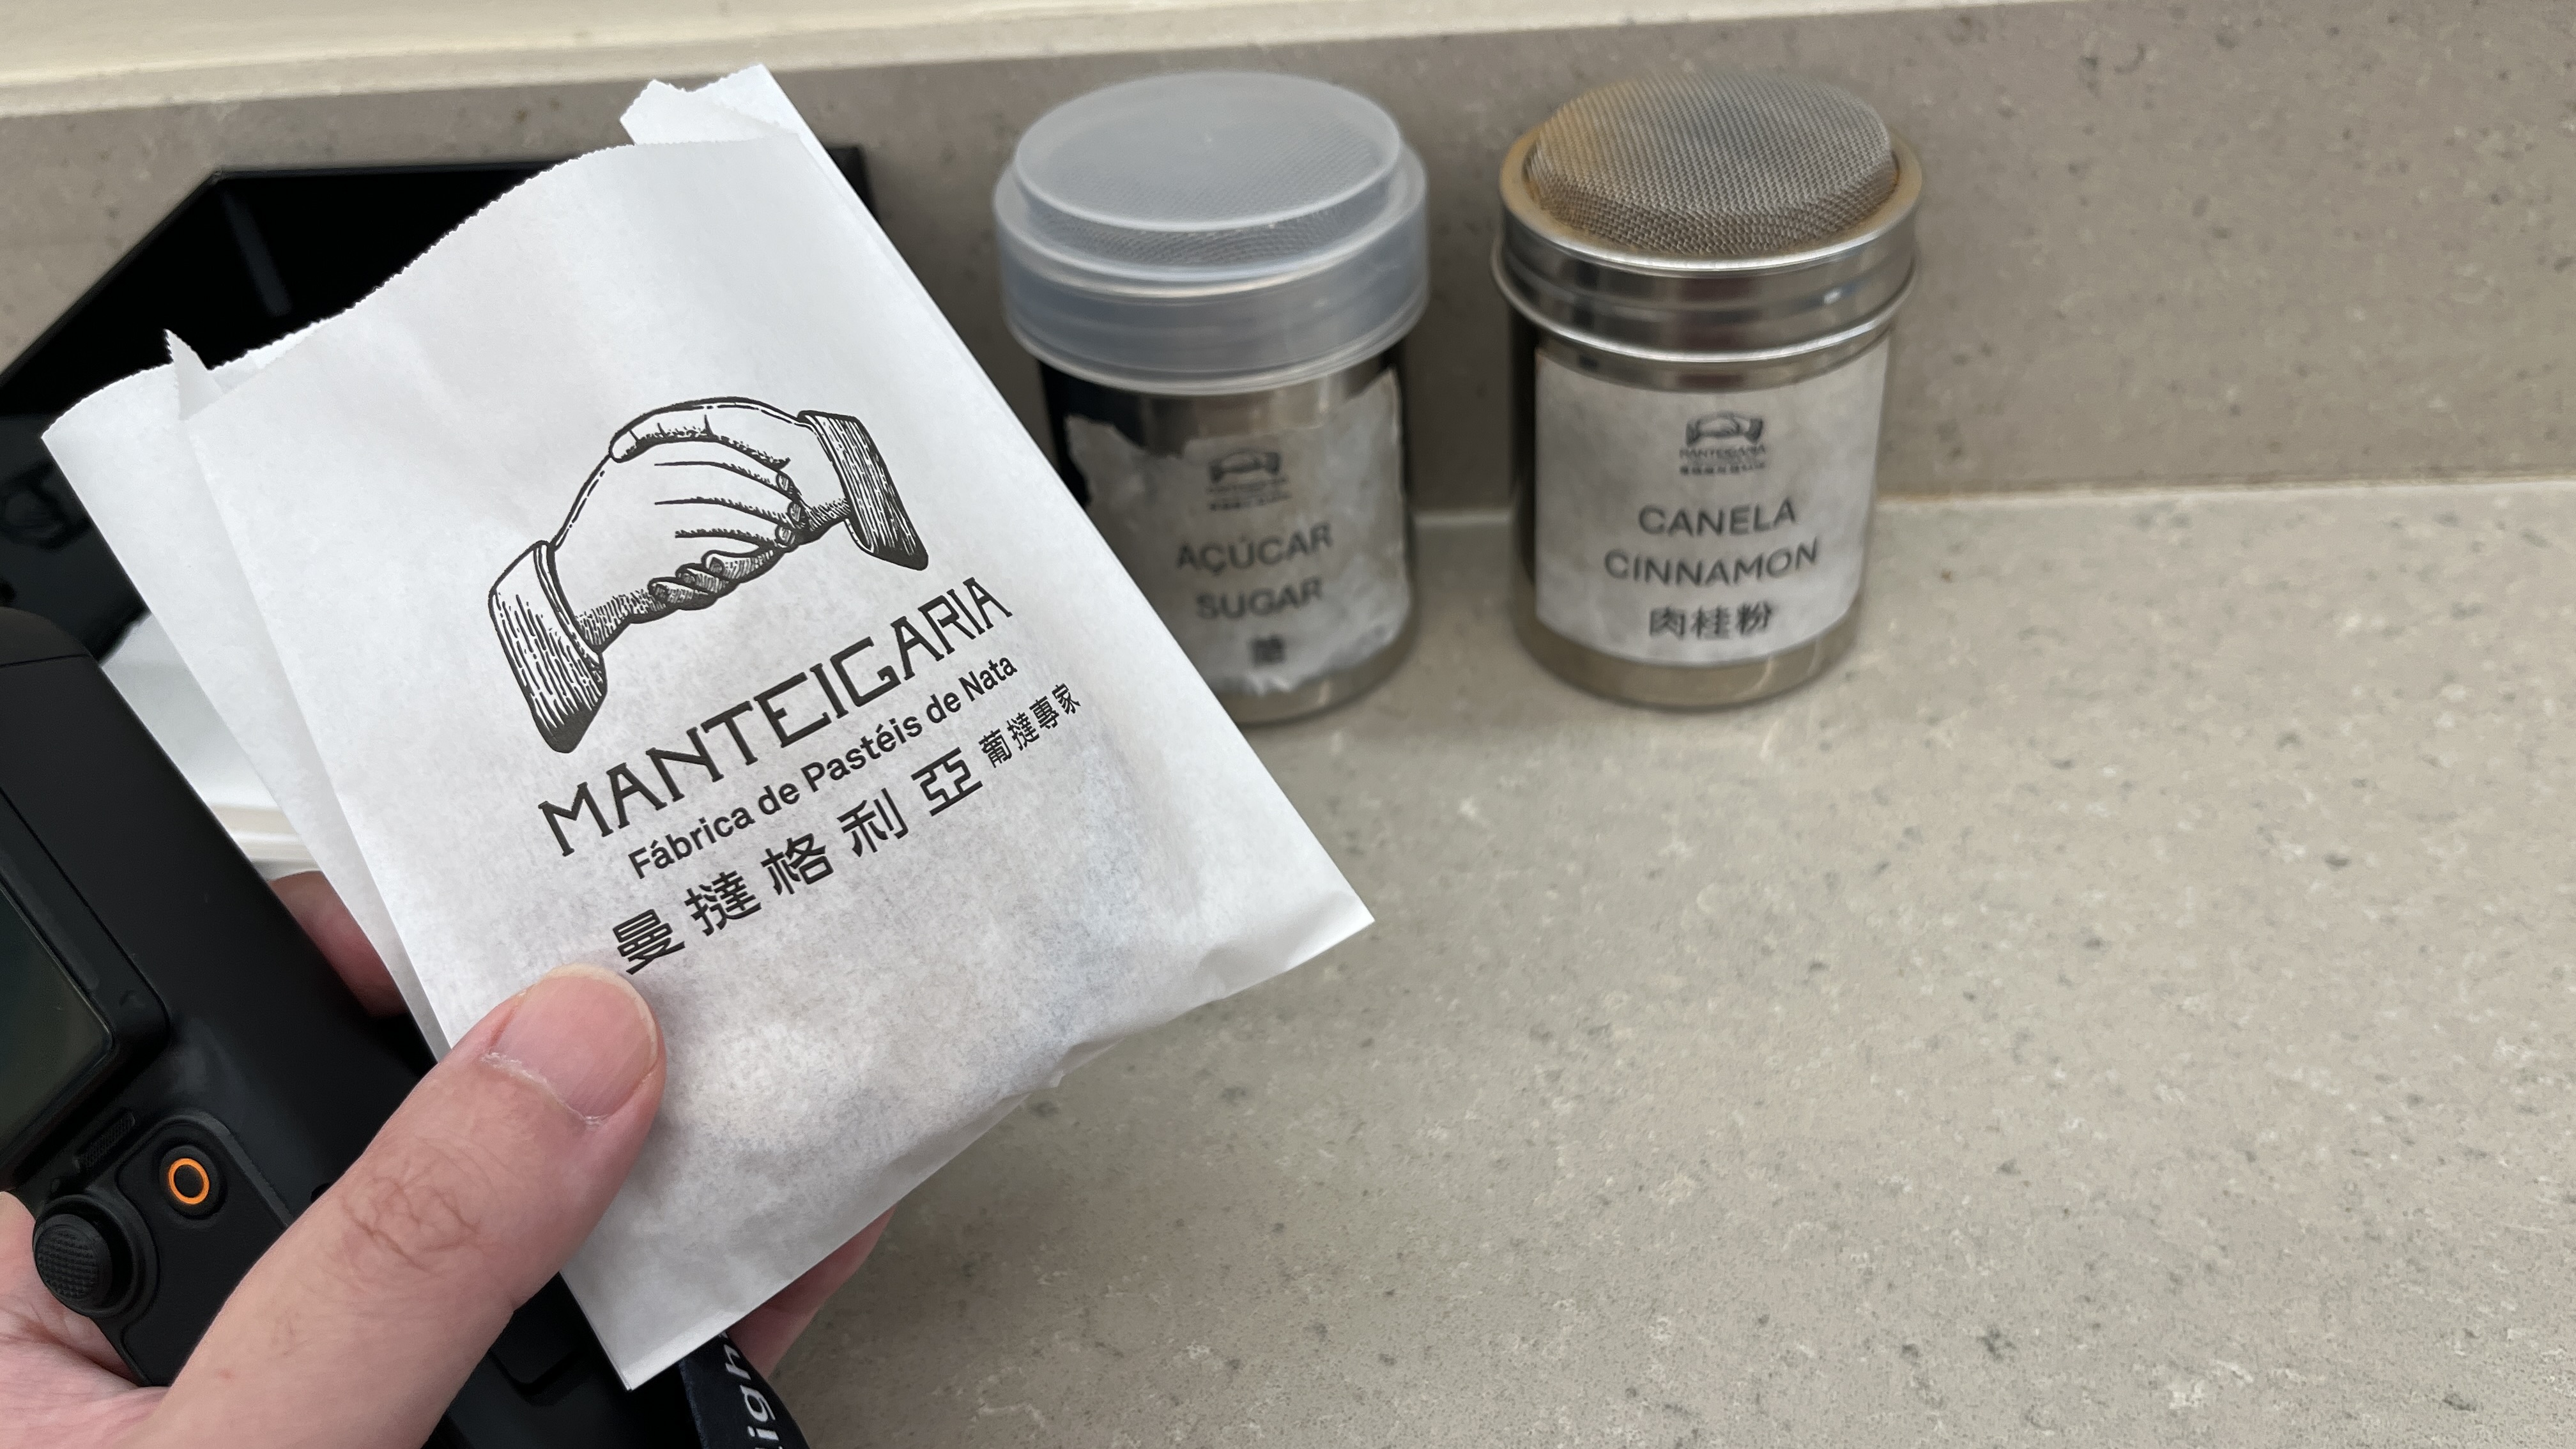 MANTEIGARIA
Fábrica de Pastéis de Nata
曼撻格利亞 葡撻專家
AÇÚCAR
SUGAR
糖
MANTEIGARIA
CANELA
CINNAMON
肉桂粉